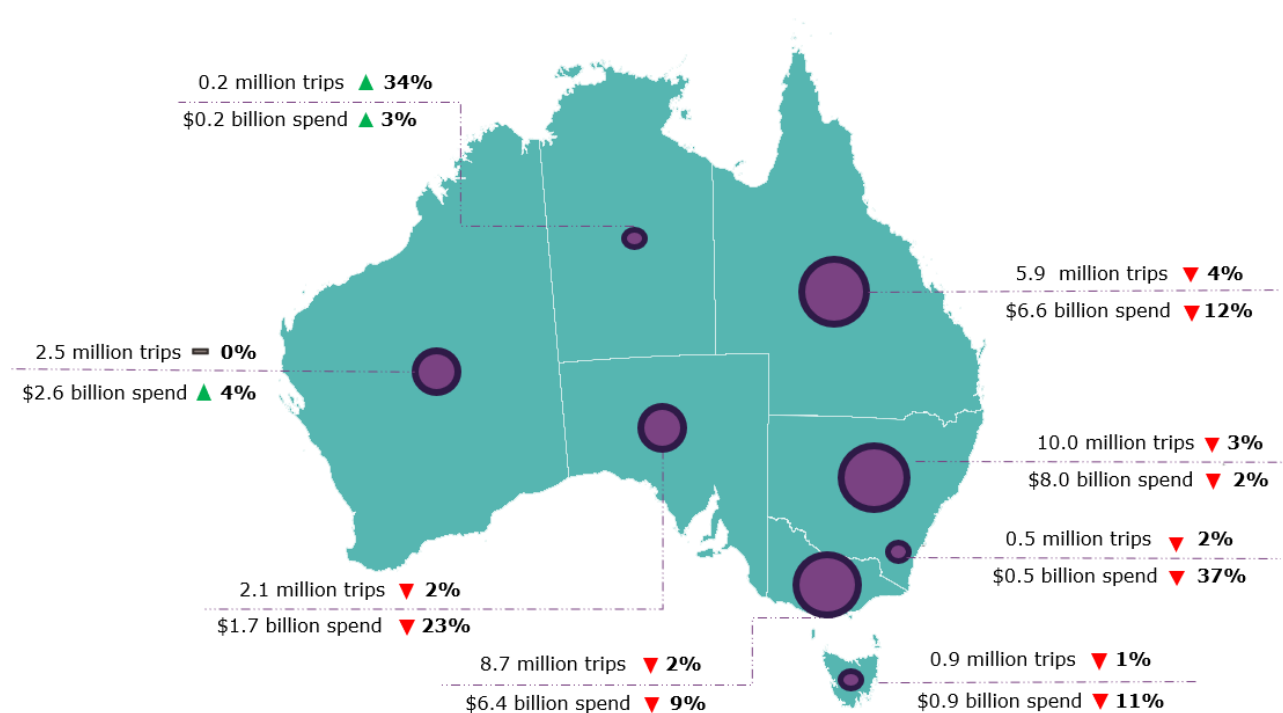 0.2 million trips ▲ 34%
$0.2 billion spend ▲ 3%
5.9 million trips ▼ 4%
$6.6 billion spend ▼ 12%
2.5 million trips 0%
$2.6 billion spend ▲ 4%
10.0 million trips ▼ 3%
$8.0 billion spend ▼ 2%
0.5 million trips ▼ 2%
$0.5 billion spend ▼ 37%
2.1 million trips ▼ 2%
$1.7 billion spend ▼ 23%
8.7 million trips ▼ 2%
$6.4 billion spend ▼ 9%
0.9 million trips ▼ 1%
$0.9 billion spend ▼ 11%